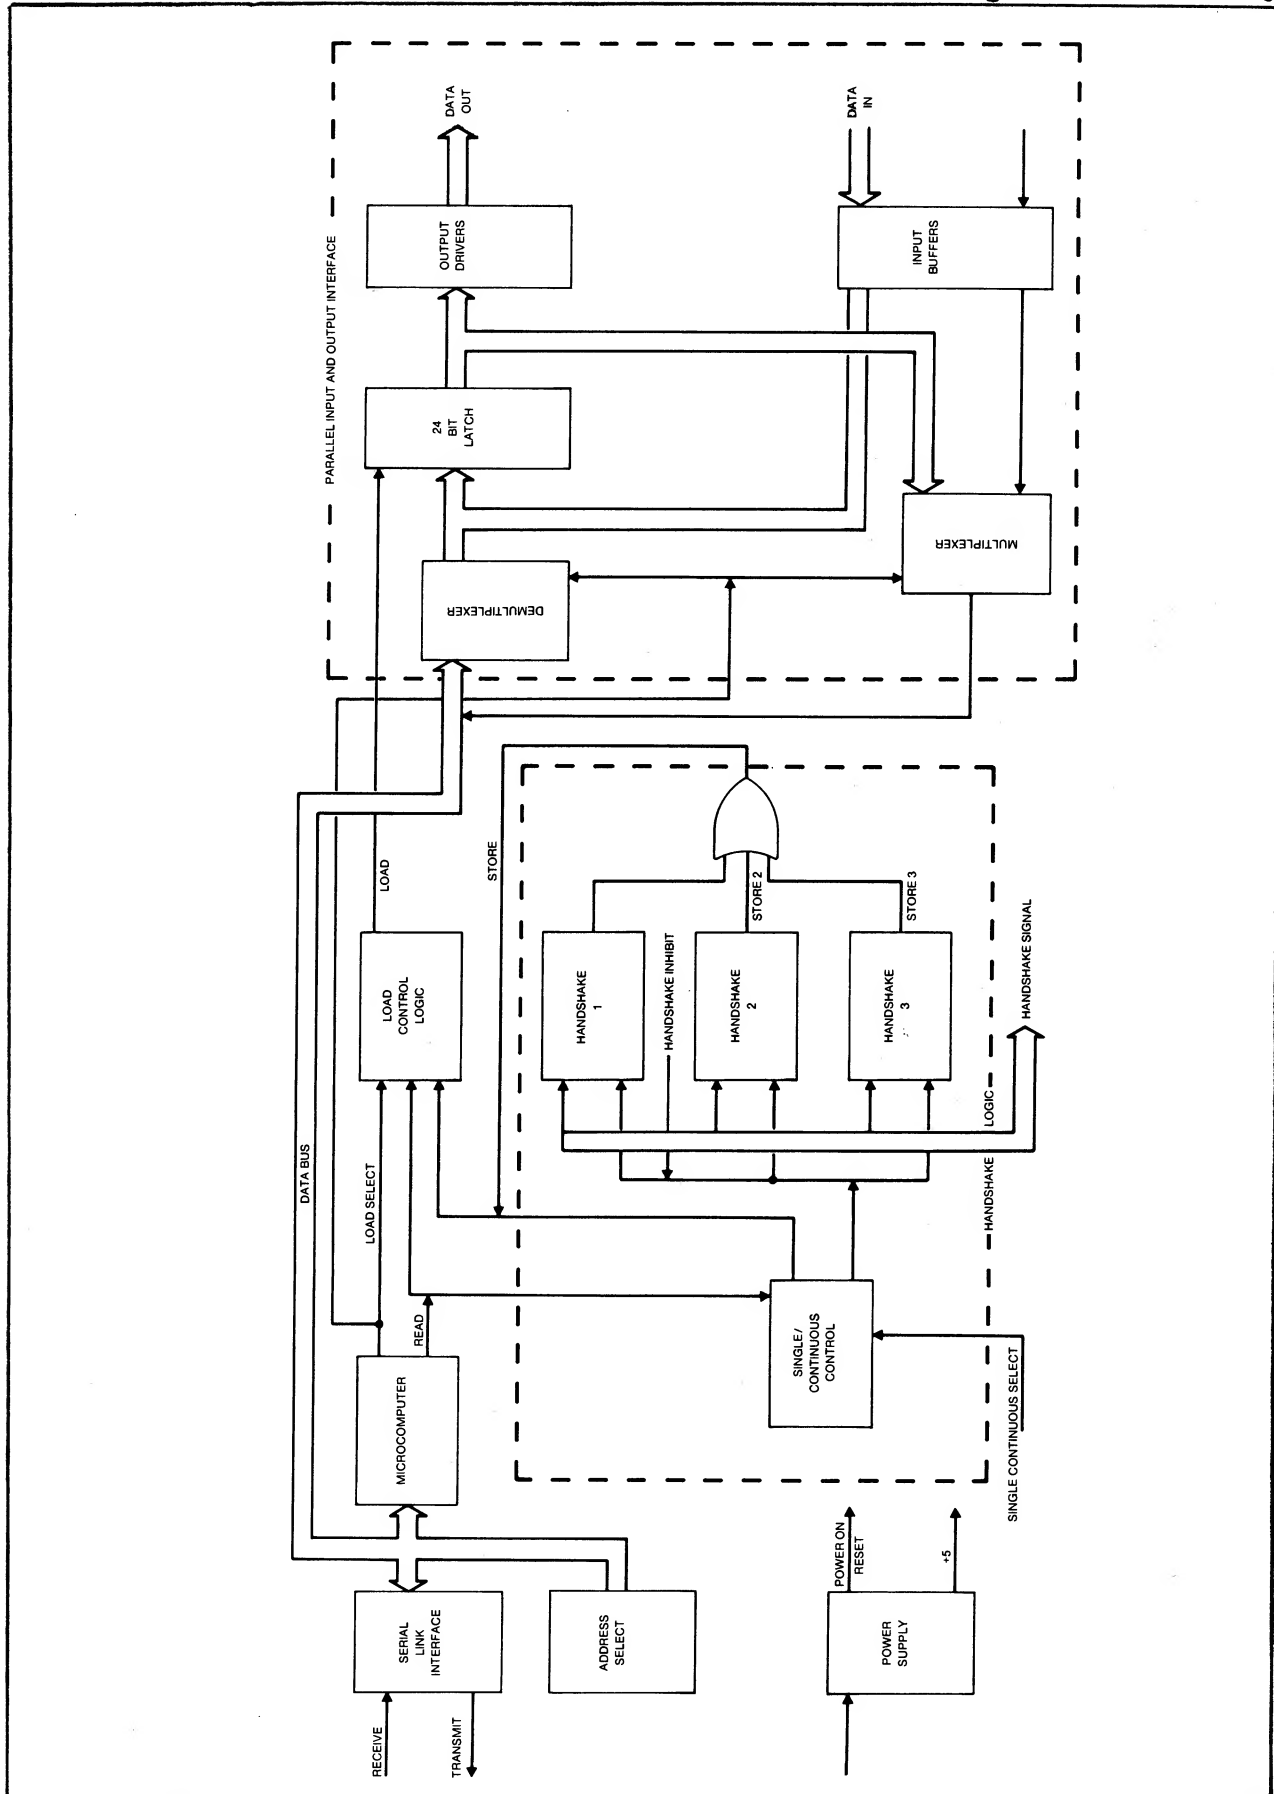 PARALLEL INPUT AND OUTPUT INTERFACE
DATA
OUT
OUTPUT
DRIVERS
24
BIT
LATCH
DEMULTIPLEXER
DATA
IN
INPUT
BUFFERS
MULTIPLEXER
DATA BUS
LOAD
LOAD SELECT
LOAD
CONTROL
LOGIC
READ
MICROCOMPUTER
SERIAL
LINK
INTERFACE
RECEIVE
TRANSMIT
ADDRESS
SELECT
STORE
HANDSHAKE
1
HANDSHAKE INHIBIT
HANDSHAKE
2
STORE 2
HANDSHAKE
3
STORE 3
HANDSHAKE LOGIC
HANDSHAKE SIGNAL
SINGLE/
CONTINUOUS
CONTROL
SINGLE CONTINUOUS SELECT
POWER ON
RESET
+5
POWER
SUPPLY